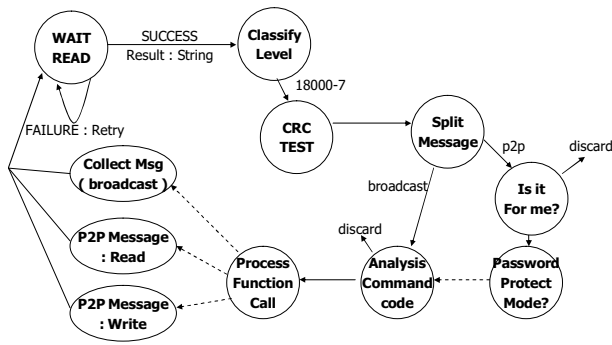 WAIT
READ
SUCCESS
Result : String
Classify
Level
18000-7
FAILURE : Retry
CRC
TEST
Split
Message
p2p
discard
Collect Msg
( broadcast )
broadcast
Is it
For me?
discard
P2P Message
: Read
Process
Function
Call
Analysis
Command
code
Password
Protect
Mode?
P2P Message
: Write